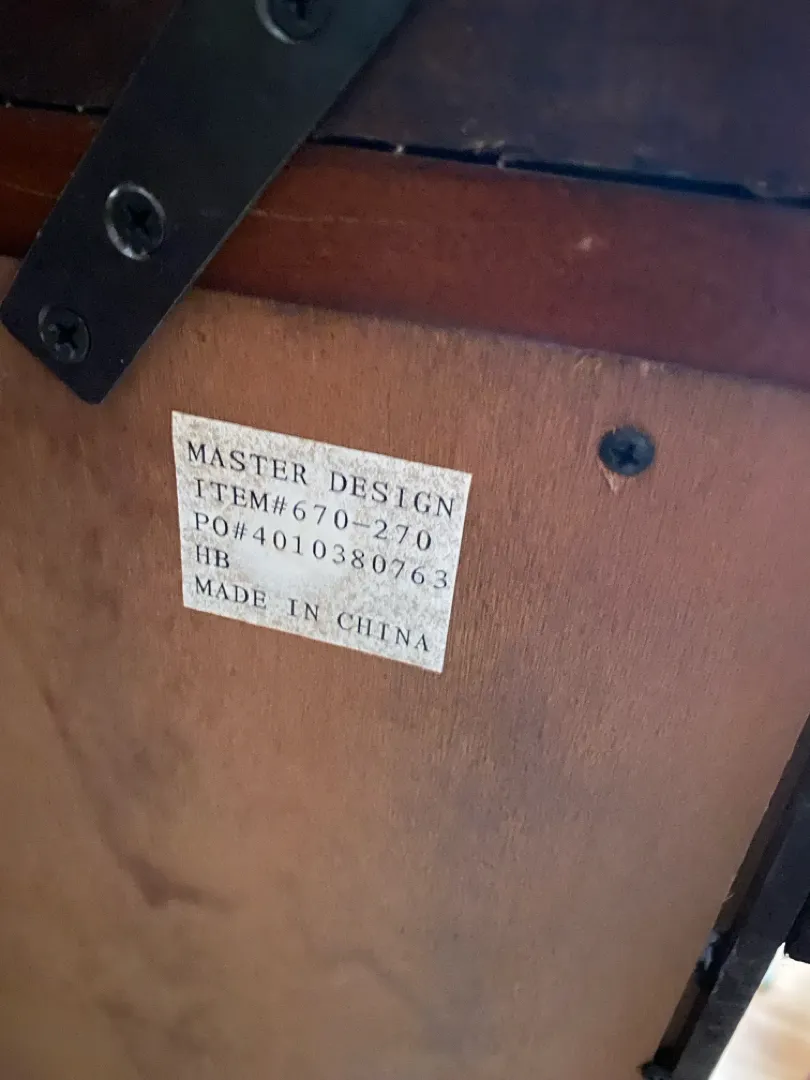 MASTER DESIGN
ITEM#670-270
PO#4010380763
HB
MADE IN CHINA